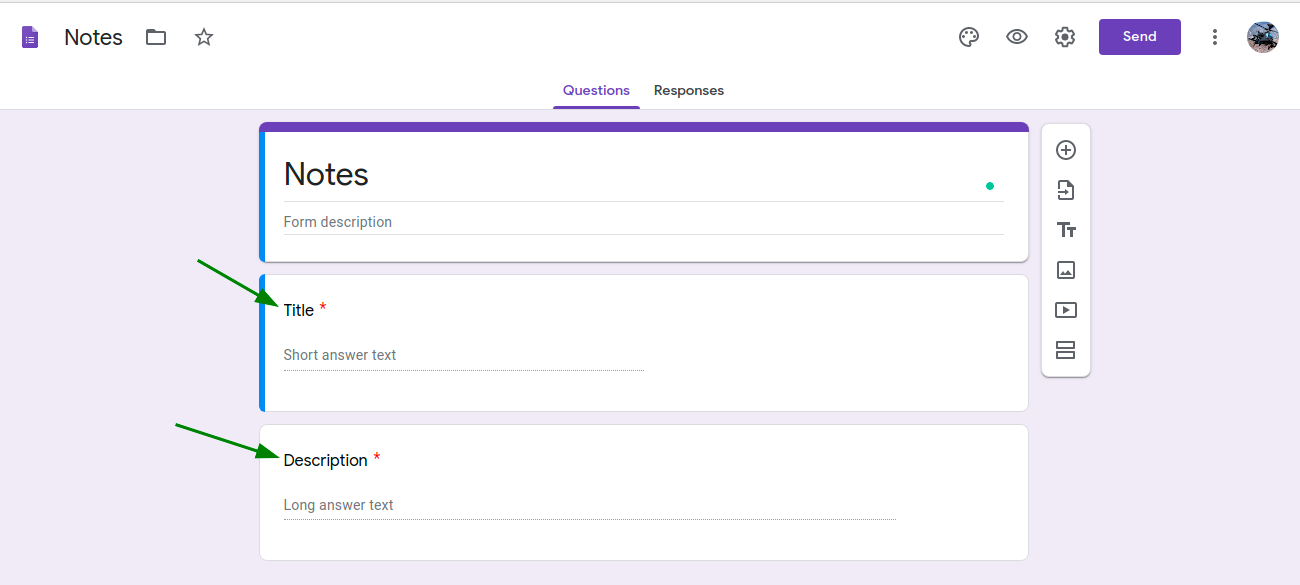 Notes
Send
Questions Responses
Notes
Form description
Title *
Short answer text
Description *
Long answer text